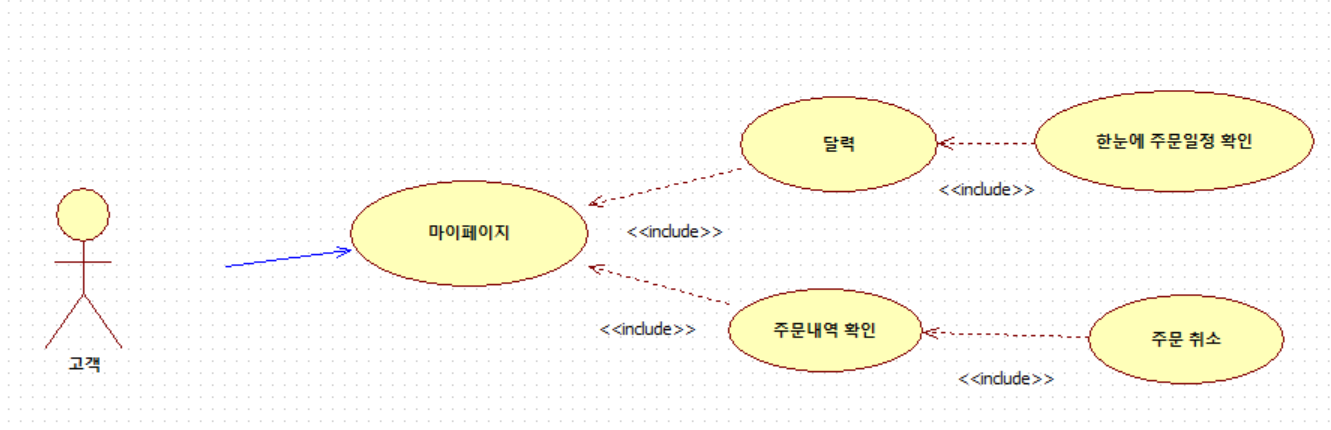 달력
한눈에 주문일정 확인
<<include>>
마이페이지
<<include>>
<<include>>
주문내역 확인
주문 취소
<<include>>
고객